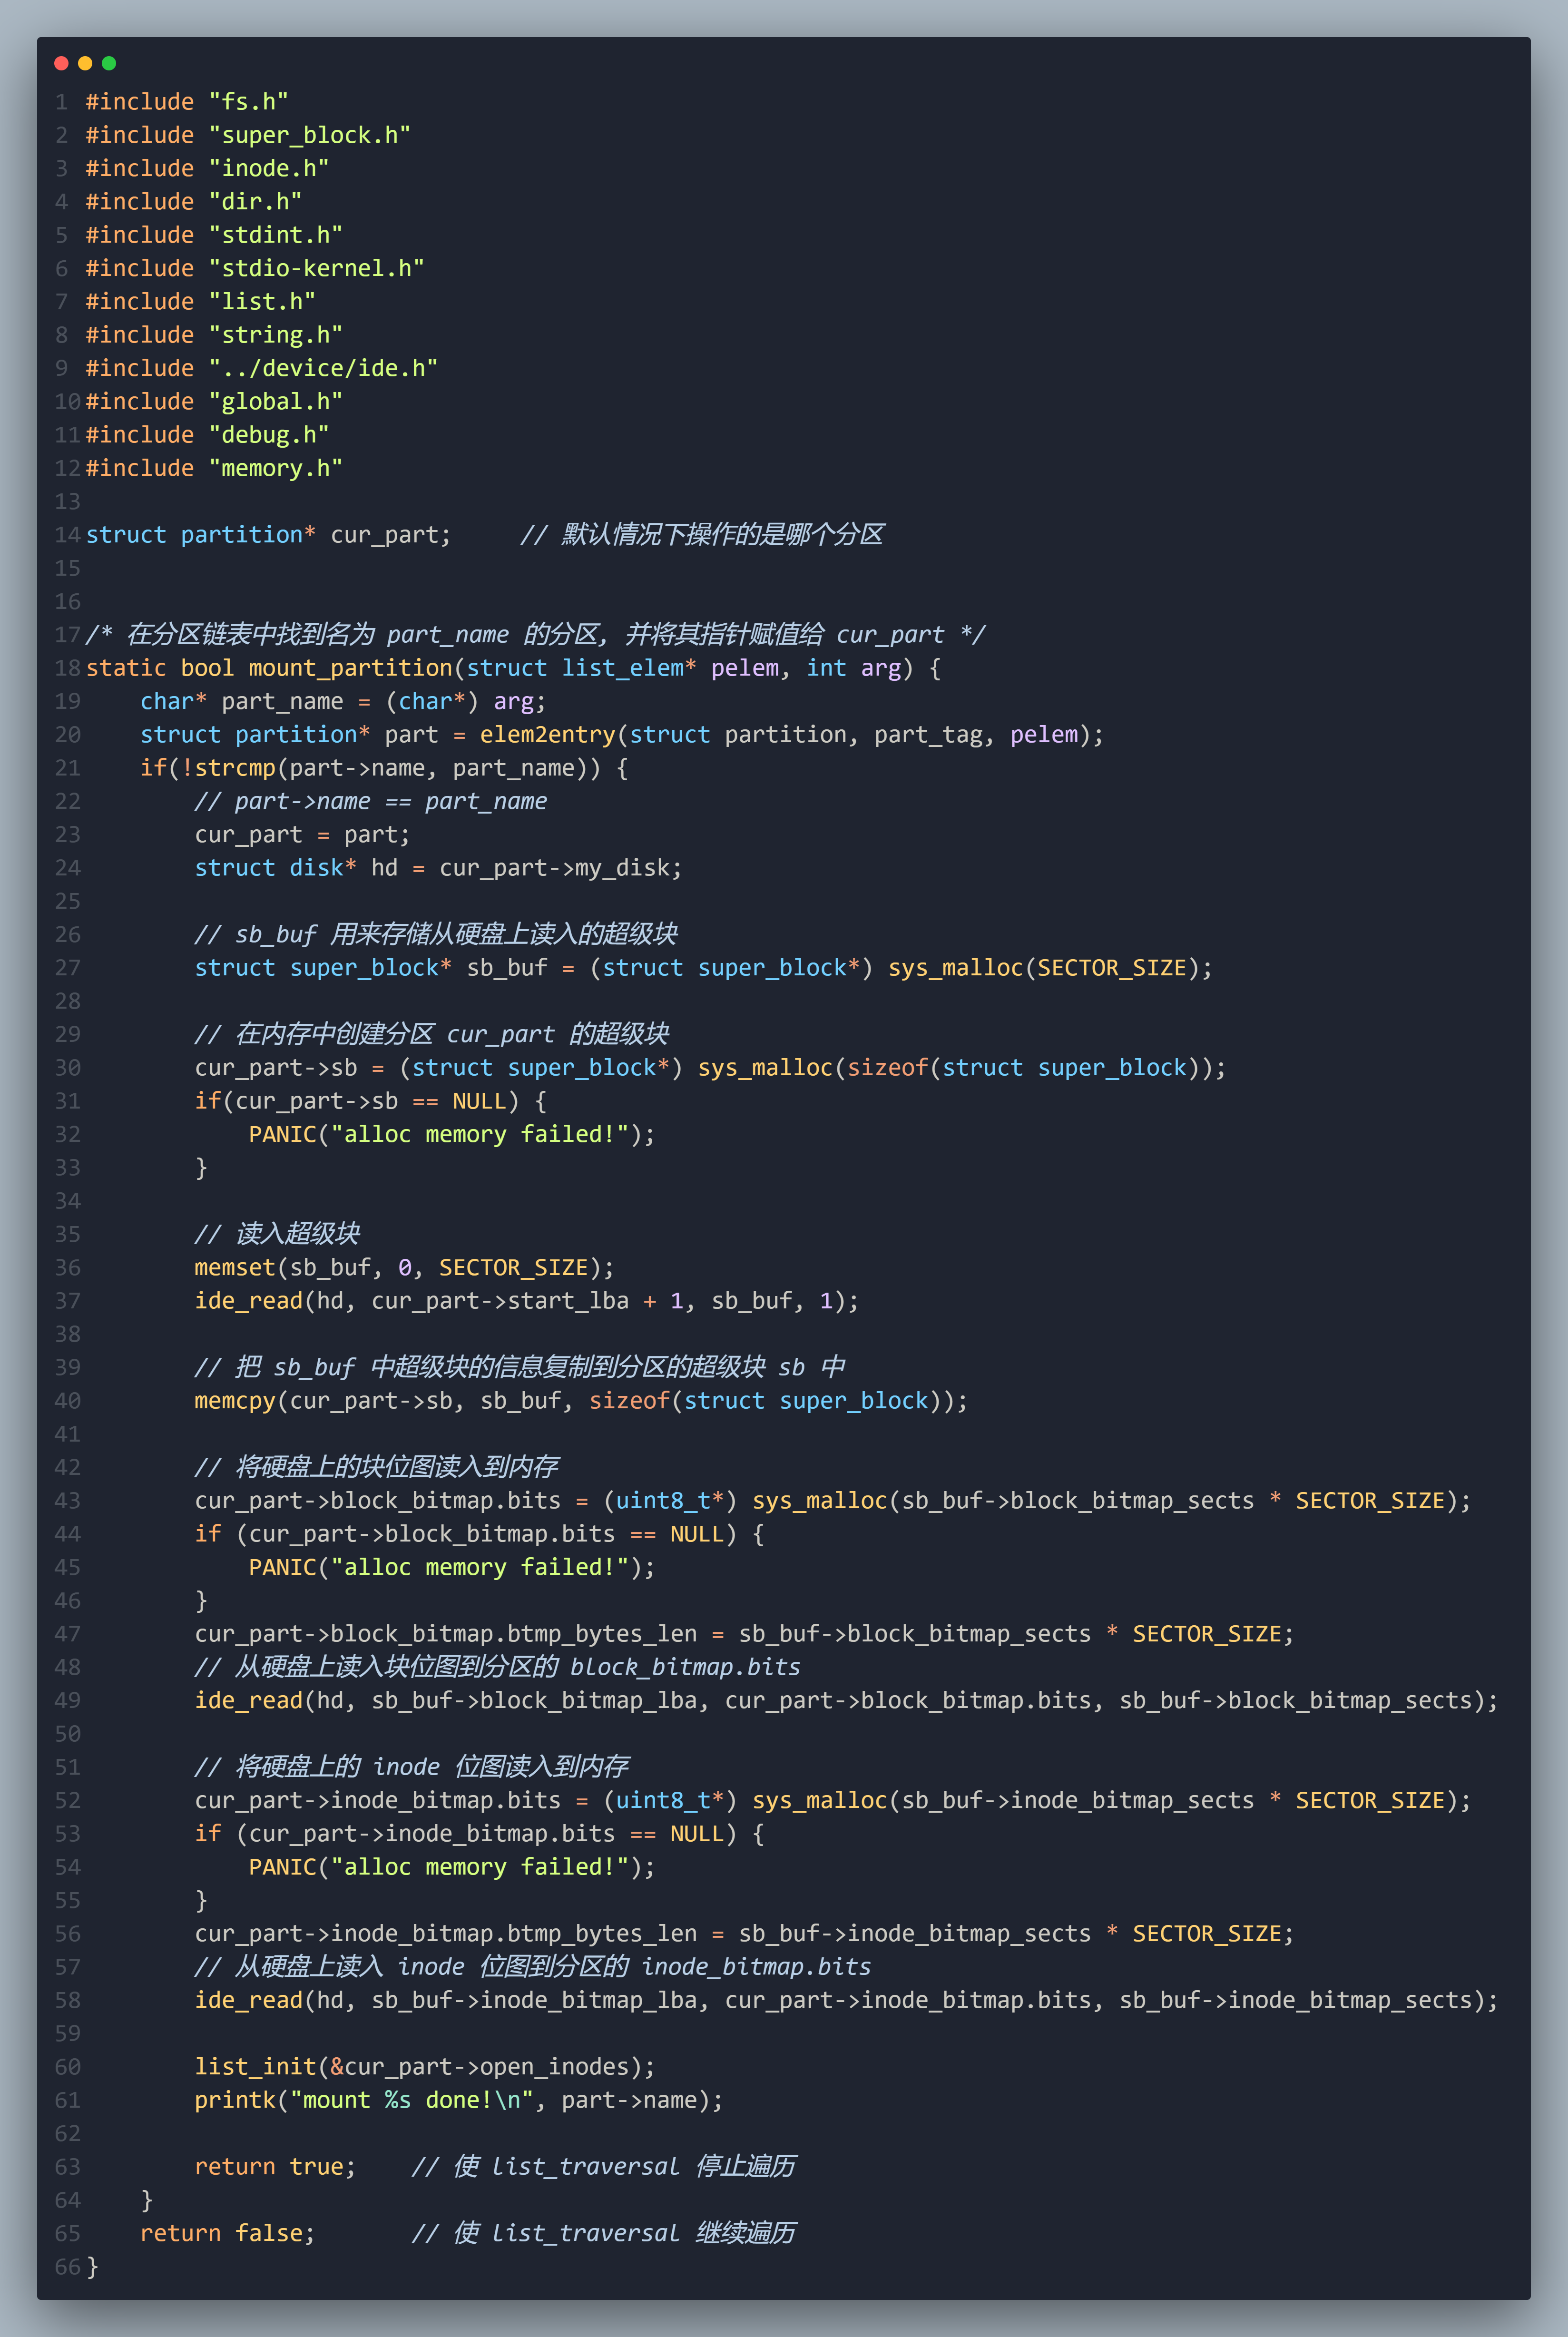 1 #include "fs.h"
2 #include "super_block.h"
3 #include "inode.h"
4 #include "dir.h"
5 #include "stdint.h"
6 #include "stdio-kernel.h"
7 #include "list.h"
8 #include "string.h"
9 #include "../device/ide.h"
10 #include "global.h"
11 #include "debug.h"
12 #include "memory.h"
13
14 struct partition* cur_part;     // 默认情况下操作的是哪个分区
15
16
17 /* 在分区链表中找到名为 part_name 的分区, 并将其指针赋值给 cur_part */
18 static bool mount_partition(struct list_elem* pelem, int arg) {
19     char* part_name = (char*) arg;
20     struct partition* part = elem2entry(struct partition, part_tag, pelem);
21     if(!strcmp(part->name, part_name)) {
22         // part->name == part_name
23         cur_part = part;
24         struct disk* hd = cur_part->my_disk;
25
26         // sb_buf 用来存储从硬盘上读入的超级块
27         struct super_block* sb_buf = (struct super_block*) sys_malloc(SECTOR_SIZE);
28
29         // 在内存中创建分区 cur_part 的超级块
30         cur_part->sb = (struct super_block*) sys_malloc(sizeof(struct super_block));
31         if(cur_part->sb == NULL) {
32             PANIC("alloc memory failed!");
33         }
34
35         // 读入超级块
36         memset(sb_buf, 0, SECTOR_SIZE);
37         ide_read(hd, cur_part->start_lba + 1, sb_buf, 1);
38
39         // 把 sb_buf 中超级块的信息复制到分区的超级块 sb 中
40         memcpy(cur_part->sb, sb_buf, sizeof(struct super_block));
41
42         // 将硬盘上的块位图读入到内存
43         cur_part->block_bitmap.bits = (uint8_t*) sys_malloc(sb_buf->block_bitmap_sects * SECTOR_SIZE);
44         if (cur_part->block_bitmap.bits == NULL) {
45             PANIC("alloc memory failed!");
46         }
47         cur_part->block_bitmap.btmp_bytes_len = sb_buf->block_bitmap_sects * SECTOR_SIZE;
48         // 从硬盘上读入块位图到分区的 block_bitmap.bits
49         ide_read(hd, sb_buf->block_bitmap_lba, cur_part->block_bitmap.bits, sb_buf->block_bitmap_sects);
50
51         // 将硬盘上的 inode 位图读入到内存
52         cur_part->inode_bitmap.bits = (uint8_t*) sys_malloc(sb_buf->inode_bitmap_sects * SECTOR_SIZE);
53         if (cur_part->inode_bitmap.bits == NULL) {
54             PANIC("alloc memory failed!");
55         }
56         cur_part->inode_bitmap.btmp_bytes_len = sb_buf->inode_bitmap_sects * SECTOR_SIZE;
57         // 从硬盘上读入 inode 位图到分区的 inode_bitmap.bits
58         ide_read(hd, sb_buf->inode_bitmap_lba, cur_part->inode_bitmap.bits, sb_buf->inode_bitmap_sects);
59
60         list_init(&cur_part->open_inodes);
61         printk("mount %s done!\n", part->name);
62
63         return true;    // 使 list_traversal 停止遍历
64     }
65     return false;       // 使 list_traversal 继续遍历
66 }